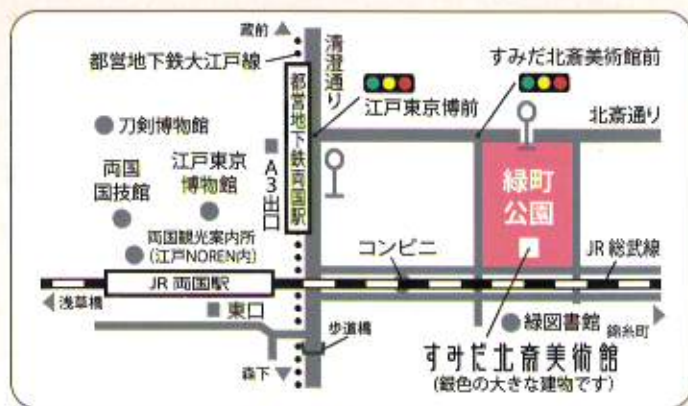 蔵前
都営地下鉄大江戸線
清澄通り
すみだ北斎美術館前
都営地下鉄両国駅
江戸東京博前
北斎通り
刀剣博物館
A3出口
両国
国技館
江戸東京
博物館
緑町
公園
両国観光案内所
(江戸NOREN内)
コンビニ
JR 総武線
JR 両国駅
浅草橋
東口
歩道橋
緑図書館
錦糸町
すみだ北斎美術館
(銀色の大きな建物です)
森下